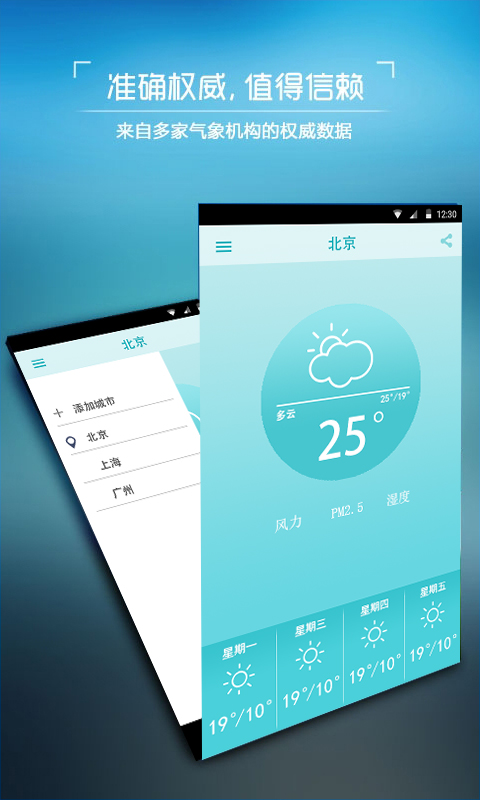 准确权威,值得信赖
来自多家气象机构的权威数据
12:30
北京
多云
25°/19°
25°
风力 PM2.5 湿度
星期一 星期三 星期四 星期五
19°/10° 19°/10° 19°/10° 19°/10°
北京
添加城市
北京
上海
广州